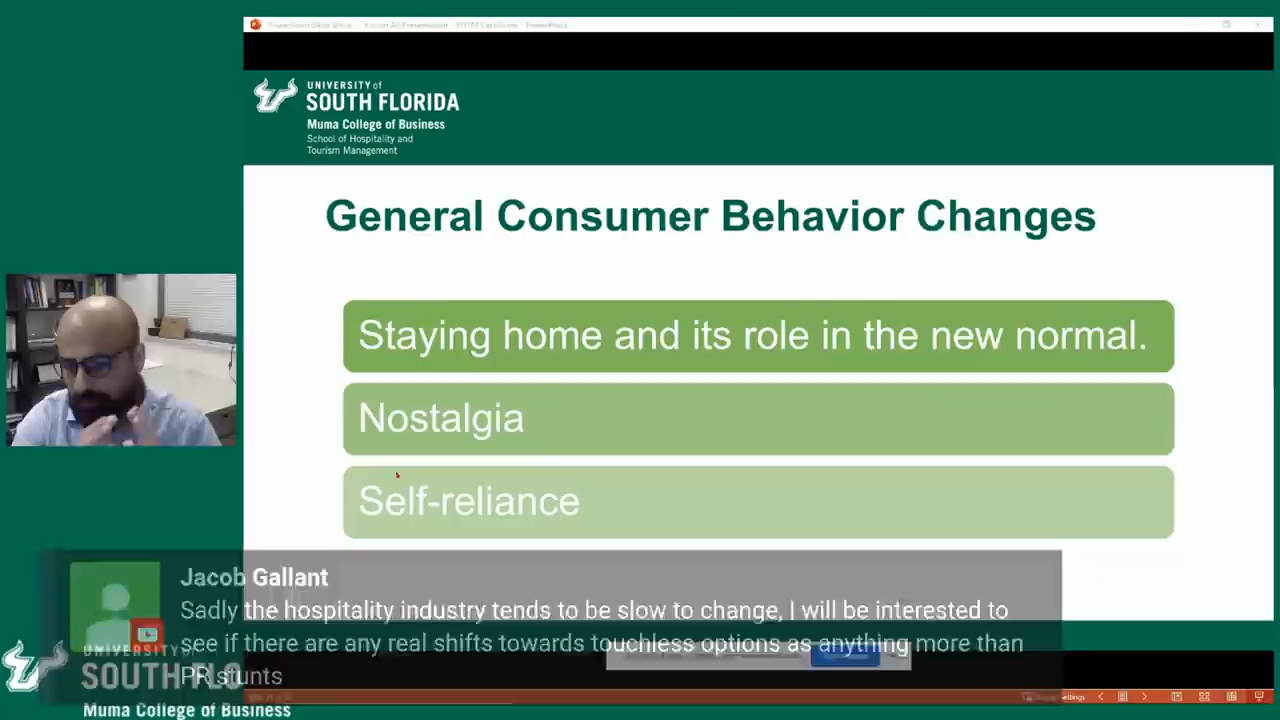 UNIVERSITY of
SOUTH FLORIDA
Muma College of Business
School of Hospitality and
Tourism Management
General Consumer Behavior Changes
Staying home and its role in the new normal.
Nostalgia
Self-reliance
Jacob Gallant
Sadly the hospitality industry tends to be slow to change, I will be interested to
see if there are any real shifts towards touchless options as anything more than
PR stunts
UNIVERSITY of
SOUTH FLO
Muma College of Business